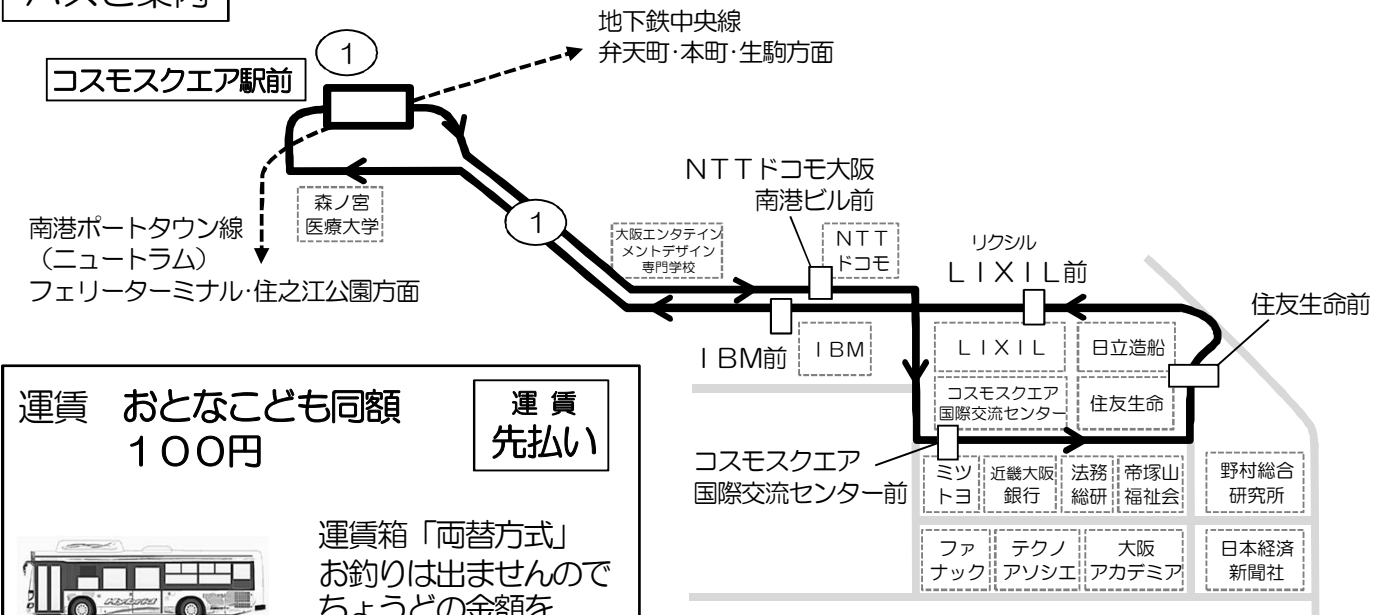 バスご案内
地下鉄中央線
弁天町・本町・生駒方面
1
コスモスクエア駅前
森ノ宮
医療大学
南港ポートタウン線
（ニュートラム）
フェリーターミナル・住之江公園方面
1
大阪エンタテイン
メントデザイン
専門学校
NTTドコモ大阪
南港ビル前
NTT
ドコモ
リクシル
LIXIL前
住友生命前
IBM前
IBM
LIXIL
日立造船
コスモスクエア
国際交流センター
住友生命
コスモスクエア
国際交流センター前
ミツ
トヨ
近畿大阪
銀行
法務
総研
帝塚山
福祉会
野村総合
研究所
ファ
ナック
テクノ
アソシエ
大阪
アカデミア
日本経済
新聞社
運賃 おとなこども同額
100円
運賃
先払い
運賃箱「両替方式」
お釣りは出ませんので
ちょうどの金額を